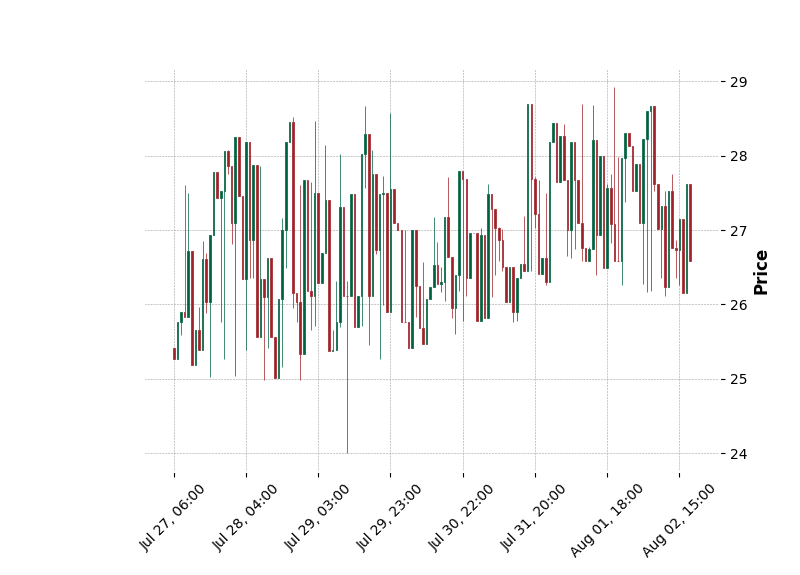 29
28
27
26
25
24
Price
Jul 27, 06:00
Jul 28, 04:00
Jul 29, 03:00
Jul 29, 23:00
Jul 30, 22:00
Jul 31, 20:00
Aug 01, 18:00
Aug 02, 15:00